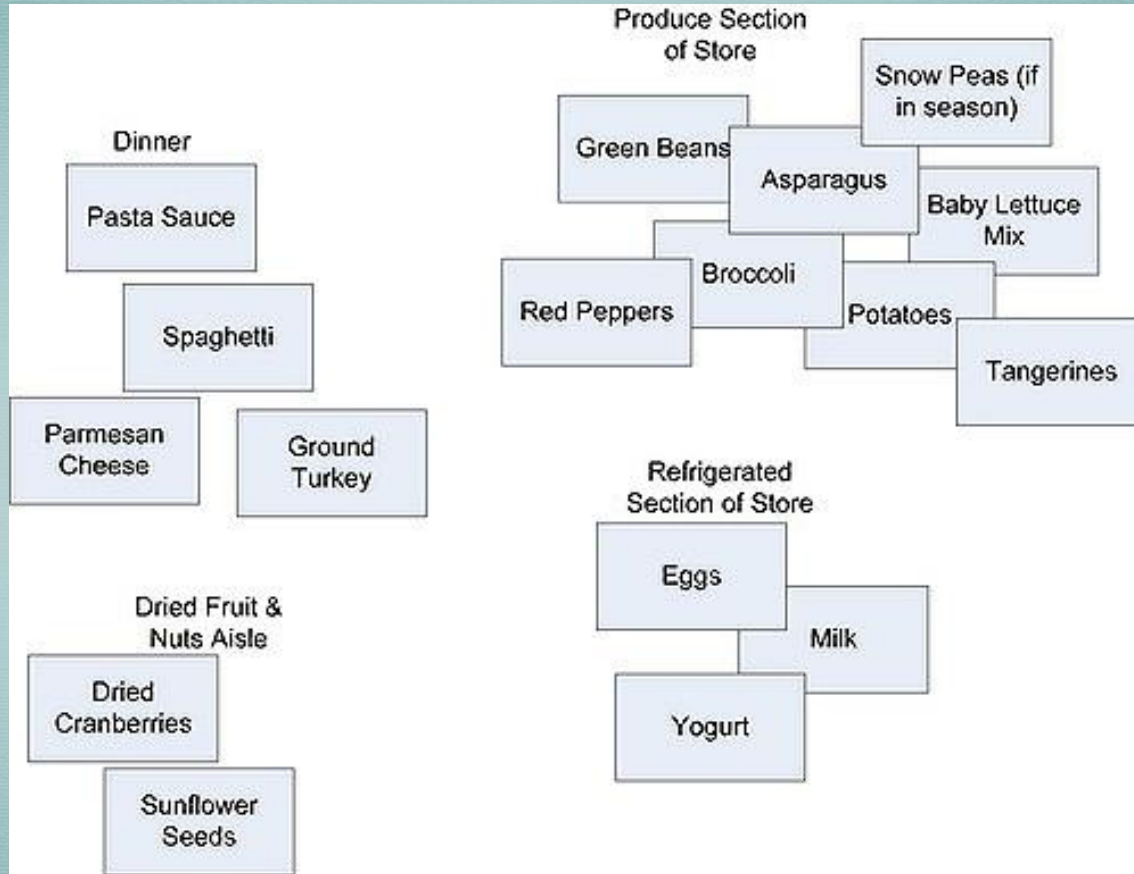 Dinner
Pasta Sauce
Spaghetti
Parmesan
Cheese
Ground
Turkey
Produce Section
of Store
Snow Peas (if
in season)
Green Beans
Asparagus
Baby Lettuce
Mix
Broccoli
Red Peppers
Potatoes
Tangerines
Dried Fruit &
Nuts Aisle
Dried
Cranberries
Sunflower
Seeds
Refrigerated
Section of Store
Eggs
Milk
Yogurt